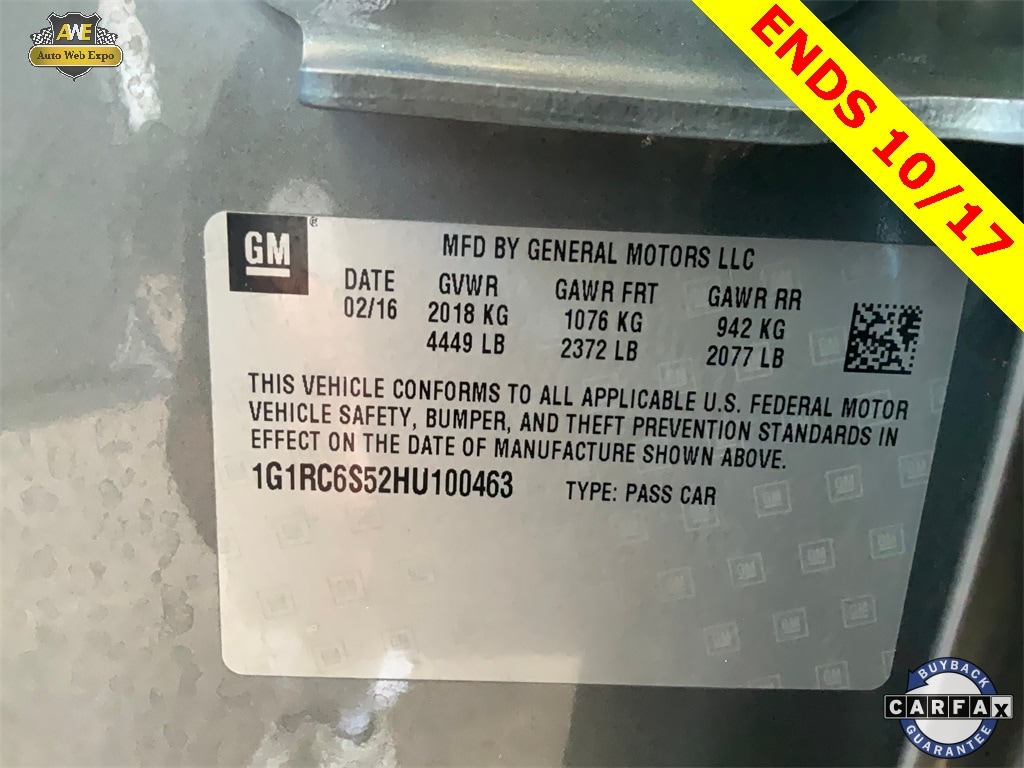 AWE
Auto Web Expo
ENDS 10/17
GM®
MFD BY GENERAL MOTORS LLC
DATE GVWR GAWR FRT GAWR RR
02/16 2018 KG 1076 KG 942 KG
4449 LB 2372 LB 2077 LB
THIS VEHICLE CONFORMS TO ALL APPLICABLE U.S. FEDERAL MOTOR
VEHICLE SAFETY, BUMPER, AND THEFT PREVENTION STANDARDS IN
EFFECT ON THE DATE OF MANUFACTURE SHOWN ABOVE.
1G1RC6S52HU100463 TYPE: PASS CAR
BUYBACK
CARFAX
GUARANTEE